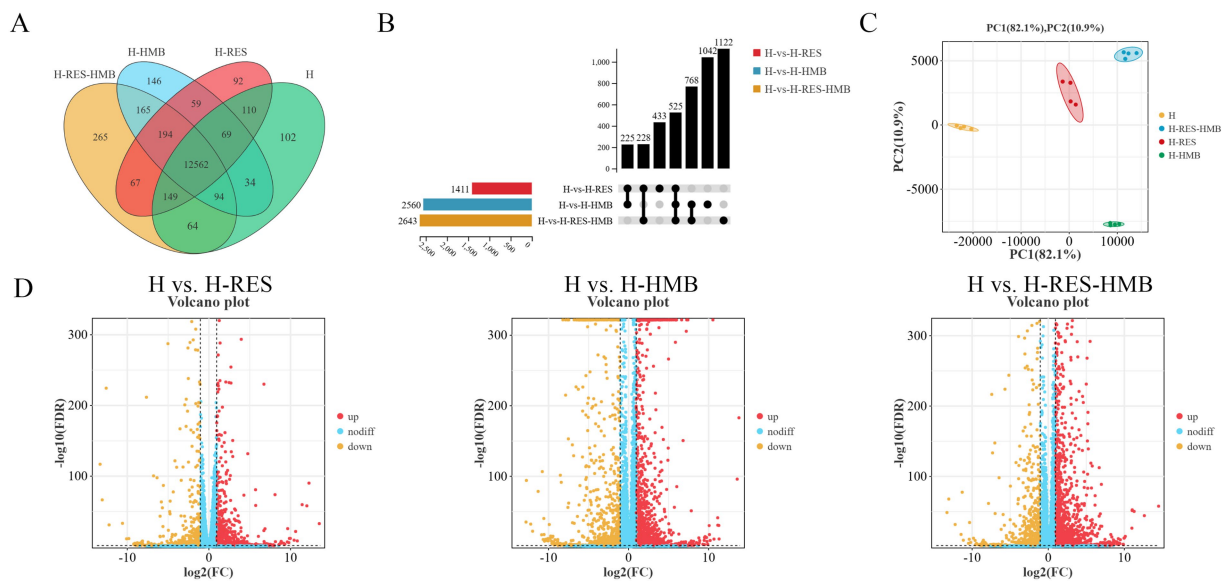 A
H-RES-HMB
H-HMB
H-RES
H
146
92
165
59
110
265
194
69
102
12562
67
149
94
34
64
B
1,000
800
600
400
200
0
225
228
433
525
768
1042
1122
H-vs-H-RES
H-vs-H-HMB
H-vs-H-RES-HMB
1411
2560
2643
H-vs-H-RES
H-vs-H-HMB
H-vs-H-RES-HMB
2,500
2,000
1,500
1,000
500
0
C
PC1(82.1%),PC2(10.9%)
PC2(10.9%)
5000
0
-5000
-20000 -10000 0 10000
PC1(82.1%)
H
H-RES-HMB
H-RES
H-HMB
D
H vs. H-RES
Volcano plot
-log10(FDR)
300
200
100
-10 0 10
log2(FC)
up
nodiff
down
H vs. H-HMB
Volcano plot
-log10(FDR)
300
200
100
-10 0 10
log2(FC)
up
nodiff
down
H vs. H-RES-HMB
Volcano plot
-log10(FDR)
300
200
100
-10 0 10
log2(FC)
up
nodiff
down